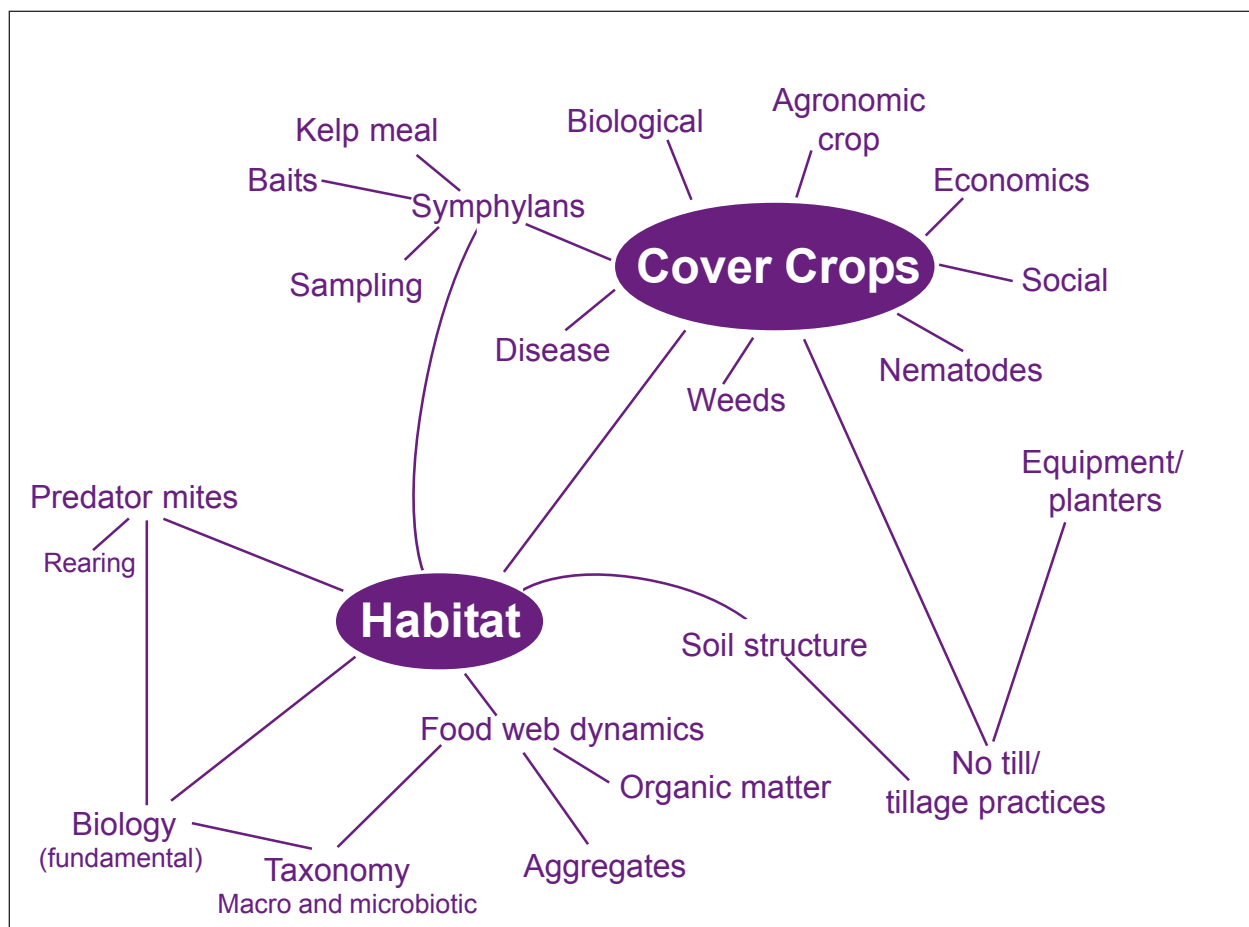 Agronomic
crop
Biological
Kelp meal
Baits
Economics
Symphylans
Cover Crops
Sampling
Social
Disease
Nematodes
Weeds
Equipment/
planters
Predator mites
Rearing
Habitat
Soil structure
Food web dynamics
No till/
tillage practices
Organic matter
Biology
(fundamental)
Taxonomy
Macro and microbiotic
Aggregates